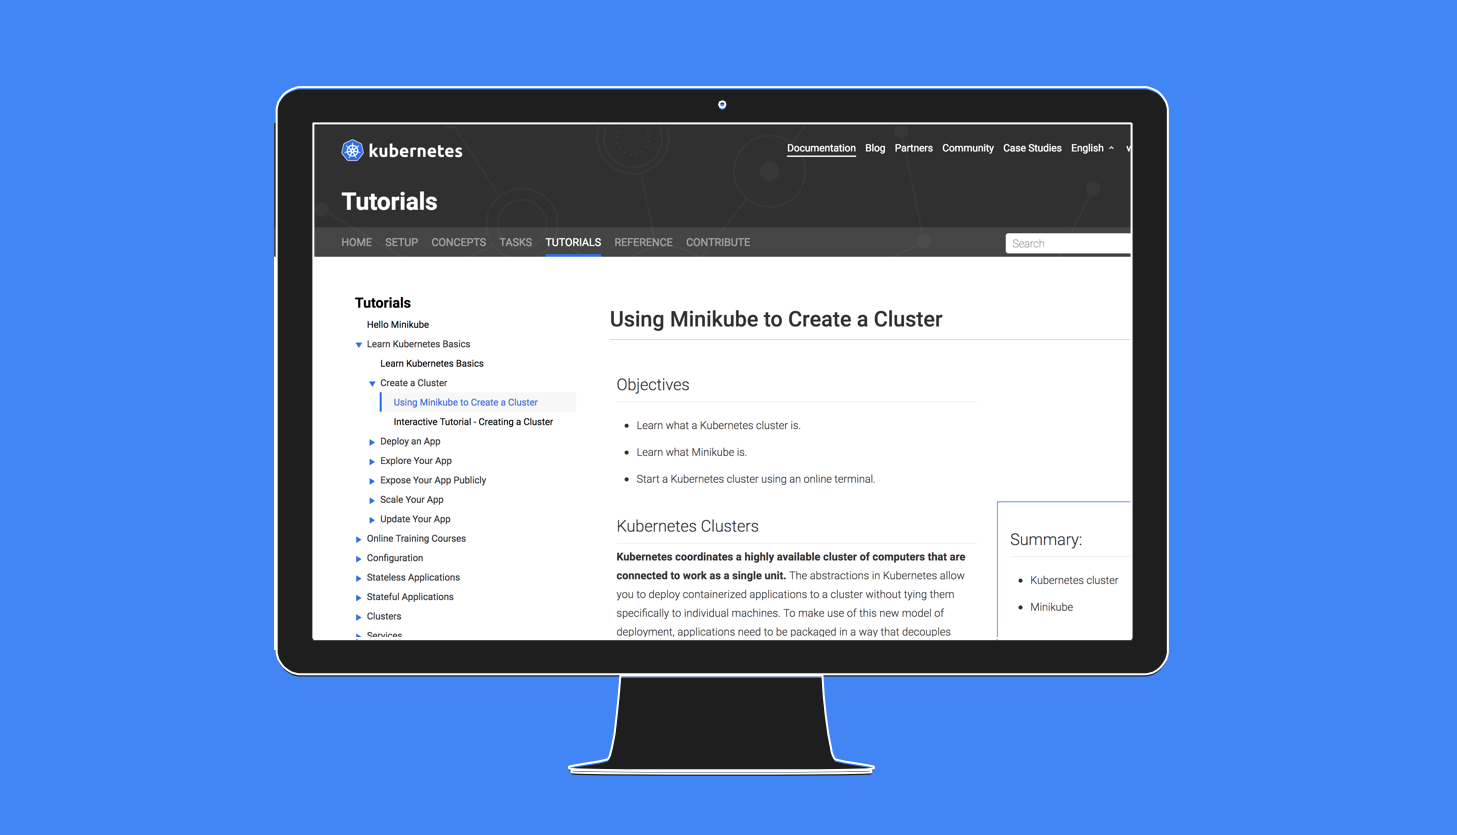 kubernetes
Documentation Blog Partners Community Case Studies English
Tutorials
HOME SETUP CONCEPTS TASKS TUTORIALS REFERENCE CONTRIBUTE
Search
Tutorials
Hello Minikube
Learn Kubernetes Basics
Learn Kubernetes Basics
Create a Cluster
Using Minikube to Create a Cluster
Interactive Tutorial - Creating a Cluster
Deploy an App
Explore Your App
Expose Your App Publicly
Scale Your App
Update Your App
Online Training Courses
Configuration
Stateless Applications
Stateful Applications
Clusters
Services
Using Minikube to Create a Cluster
Objectives
• Learn what a Kubernetes cluster is.
• Learn what Minikube is.
• Start a Kubernetes cluster using an online terminal.
Kubernetes Clusters
Kubernetes coordinates a highly available cluster of computers that are
connected to work as a single unit. The abstractions in Kubernetes allow
you to deploy containerized applications to a cluster without tying them
specifically to individual machines. To make use of this new model of
deployment, applications need to be packaged in a way that decouples
Summary:
• Kubernetes cluster
• Minikube